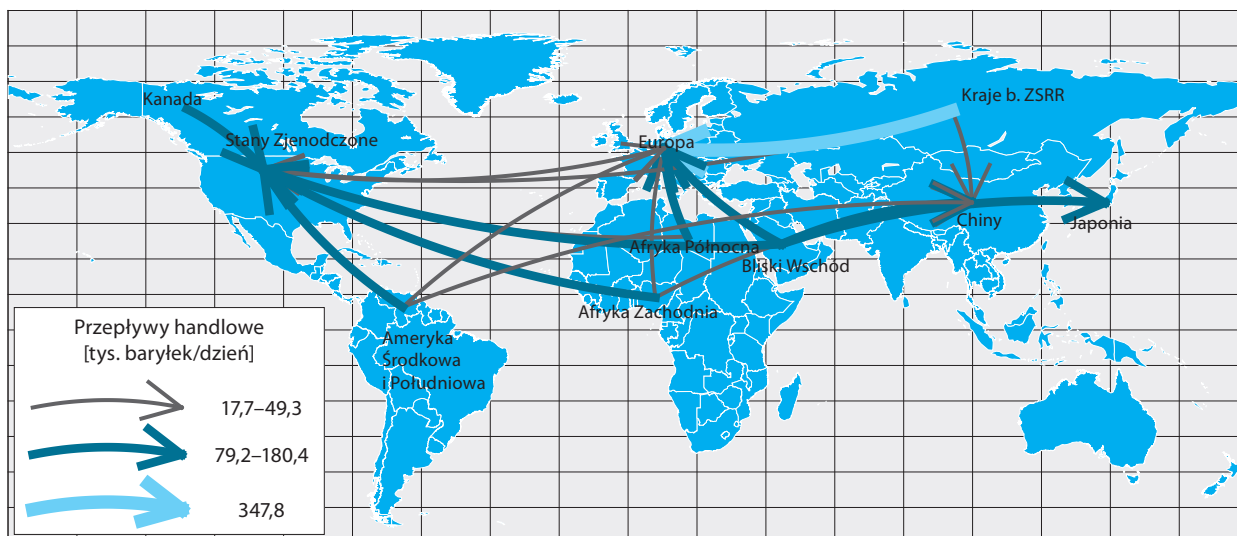 Kanada
Kraje b. ZSRR
Stany Zjenodczone
Europa
Chiny
Japonia
Afryka Północna
Bliski Wschód
Afryka Zachodnia
Ameryka
Środkowa
i Południowa
Przepływy handlowe
[tys. baryłek/dzień]
17,7–49,3
79,2–180,4
347,8